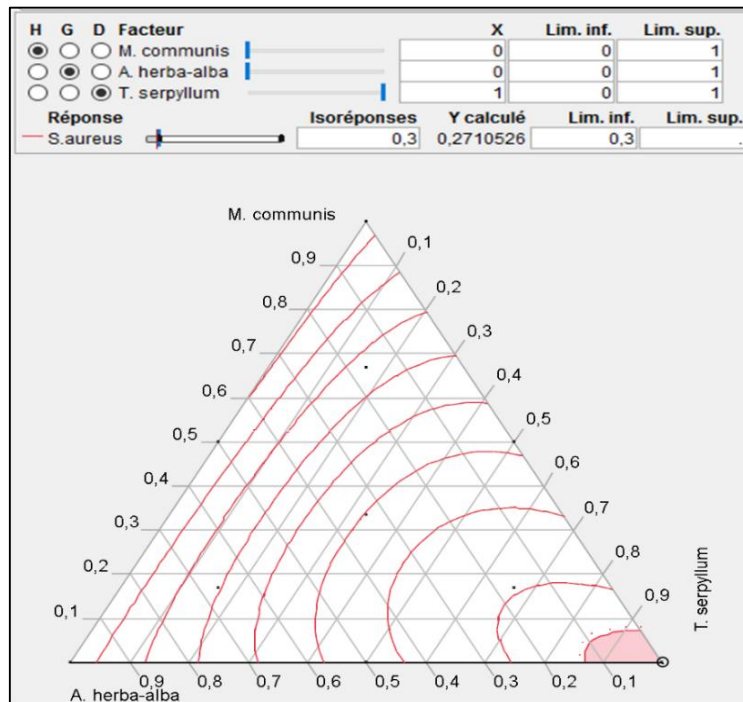 H G D Facteur X Lim. inf. Lim. sup.
M. communis 0 0 1
A. herba-alba 0 0 1
T. serpyllum 1 0 1
Réponse Isoréponses Y calculé Lim. inf. Lim. sup.
S.aureus 0,3 0,2710526 0,3 .
M. communis
0,9 0,1
0,8 0,2
0,7 0,3
0,6 0,4
0,5 0,5
0,4 0,6
0,3 0,7
0,2 0,8
0,1 0,9
T. serpyllum
0,9 0,8 0,7 0,6 0,5 0,4 0,3 0,2 0,1
A. herba-alba